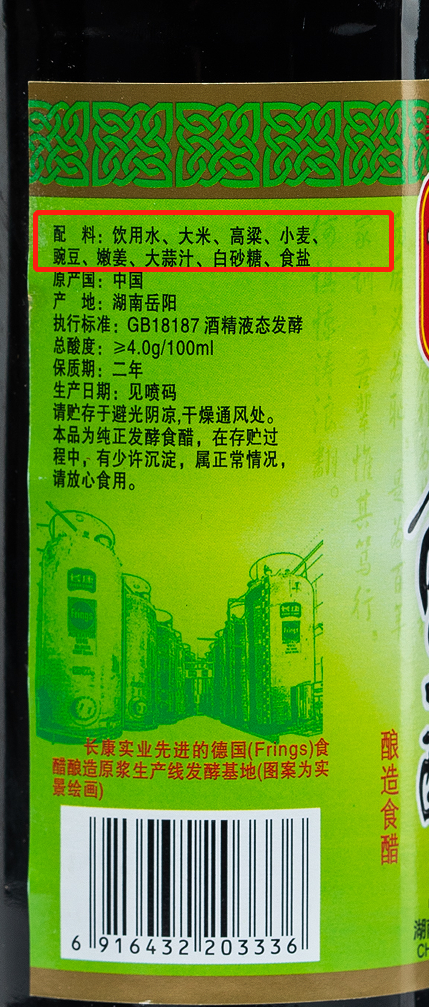 配　料：饮用水、大米、高粱、小麦、
豌豆、嫩姜、大蒜汁、白砂糖、食盐
原产国：中国
产　地：湖南岳阳
执行标准：GB18187 酒精液态发酵
总酸度：≥4.0g/100ml
保质期：二年
生产日期：见喷码
请贮存于避光阴凉,干燥通风处。
本品为纯正发酵食醋，在存贮过
程中，有少许沉淀，属正常情况，
请放心食用。
长康
Frings
长康实业先进的德国(Frings)食
醋酿造原浆生产线发酵基地(图案为实
景绘画)
酿造食醋
6 916432 203336